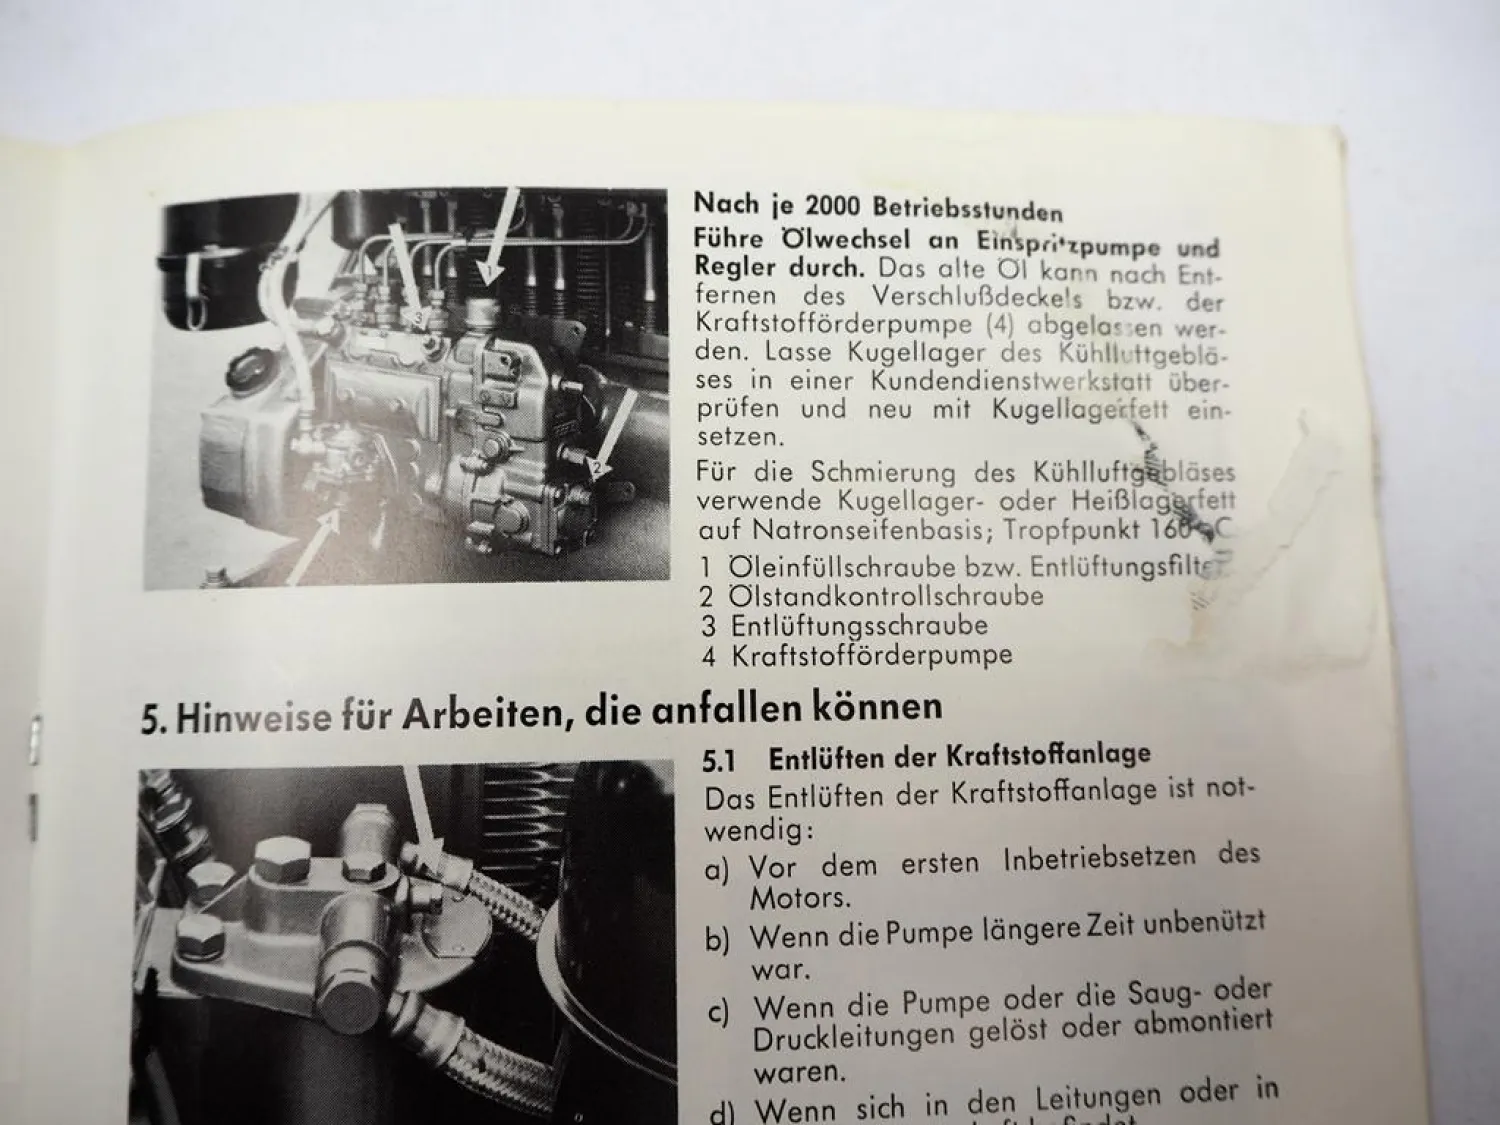 Nach je 2000 Betriebsstunden
Führe Ölwechsel an Einspritzpumpe und
Regler durch. Das alte Öl kann nach Ent-
fernen des Verschlußdeckels bzw. der
Kraftstofförderpumpe (4) abgelassen wer-
den. Lasse Kugellager des Kühlluftgeblä-
ses in einer Kundendienstwerkstatt über-
prüfen und neu mit Kugellagerfett ein-
setzen.
Für die Schmierung des Kühlluftgebläses
verwende Kugellager- oder Heißlagerfett
auf Natronseifenbasis; Tropfpunkt 160 °C
1 Öleinfüllschraube bzw. Entlüftungsfilter
2 Ölstandkontrollschraube
3 Entlüftungsschraube
4 Kraftstofförderpumpe
1
3
2
5. Hinweise für Arbeiten, die anfallen können
5.1 Entlüften der Kraftstoffanlage
Das Entlüften der Kraftstoffanlage ist not-
wendig:
a) Vor dem ersten Inbetriebsetzen des
Motors.
b) Wenn die Pumpe längere Zeit unbenützt
war.
c) Wenn die Pumpe oder die Saug- oder
Druckleitungen gelöst oder abmontiert
waren.
d) Wenn sich in den Leitungen oder in